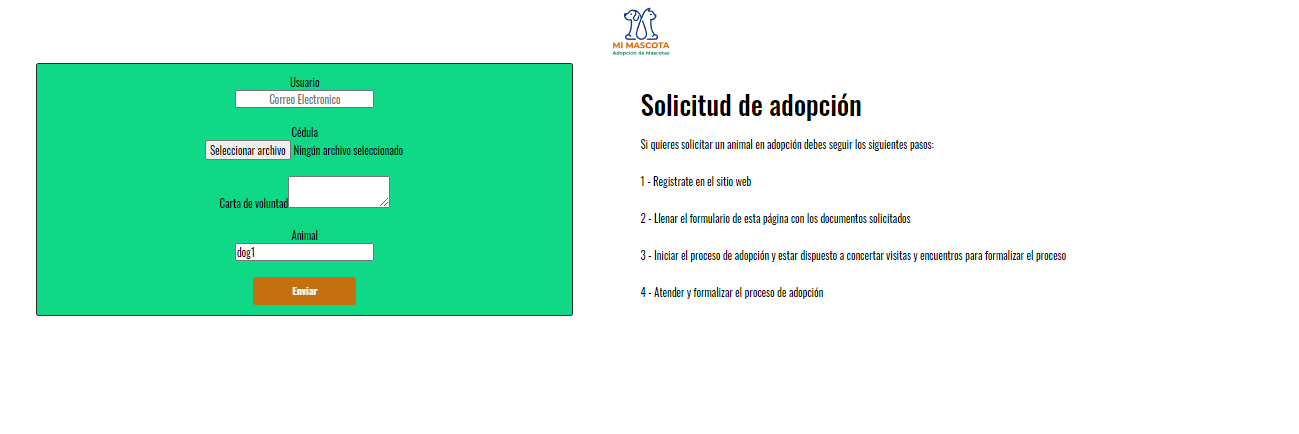 MI MASCOTA
Adopción de Mascotas
Usuario
Correo Electronico
Cédula
Seleccionar archivo Ningún archivo seleccionado
Carta de voluntad
Animal
dog1
Enviar
Solicitud de adopción
Si quieres solicitar un animal en adopción debes seguir los siguientes pasos:
1 - Registrate en el sitio web
2 - Llenar el formulario de esta página con los documentos solicitados
3 - Iniciar el proceso de adopción y estar dispuesto a concertar visitas y encuentros para formalizar el proceso
4 - Atender y formalizar el proceso de adopción